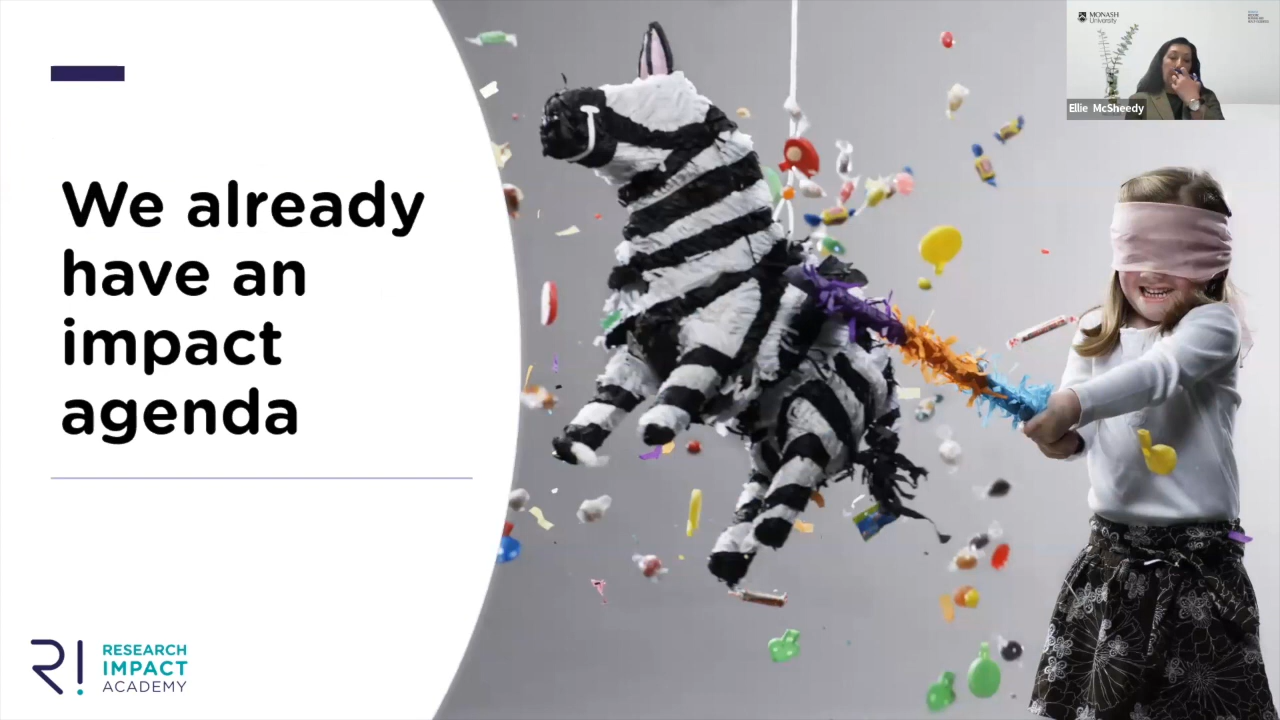 We already
have an
impact
agenda
RESEARCH
IMPACT
ACADEMY
MONASH
University
Ellie McSheedy